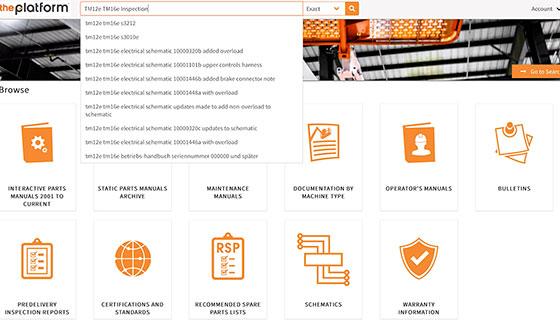 theplatform
TM12e TM16e Inspection
Exact
Account
tm12e tm16e s3212
tm12e tm16e s3010e
tm12e tm16e electrical schematic 10000320b added overload
tm12e tm16e electrical schematic 10001101b upper controls harness
tm12e tm16e electrical schematic 10001446b added brake connector note
tm12e tm16e electrical schematic 10001446a with overload
tm12e tm16e electrical schematic updates made to add non-overload to
schematic
tm12e tm16e electrical schematic 10000320c updates to schematic
tm12e tm16e electrical schematic 10001446a with overload
tm12e tm16e betriebs-handbuch seriennummer 000000 und später
Go to Searc
Browse
INTERACTIVE PARTS
MANUALS 2001 TO
CURRENT
STATIC PARTS MANUALS
ARCHIVE
MAINTENANCE
MANUALS
DOCUMENTATION BY
MACHINE TYPE
OPERATOR'S MANUALS
BULLETINS
RSP
PREDELIVERY
INSPECTION REPORTS
CERTIFICATIONS AND
STANDARDS
RECOMMENDED SPARE
PARTS LISTS
SCHEMATICS
WARRANTY
INFORMATION